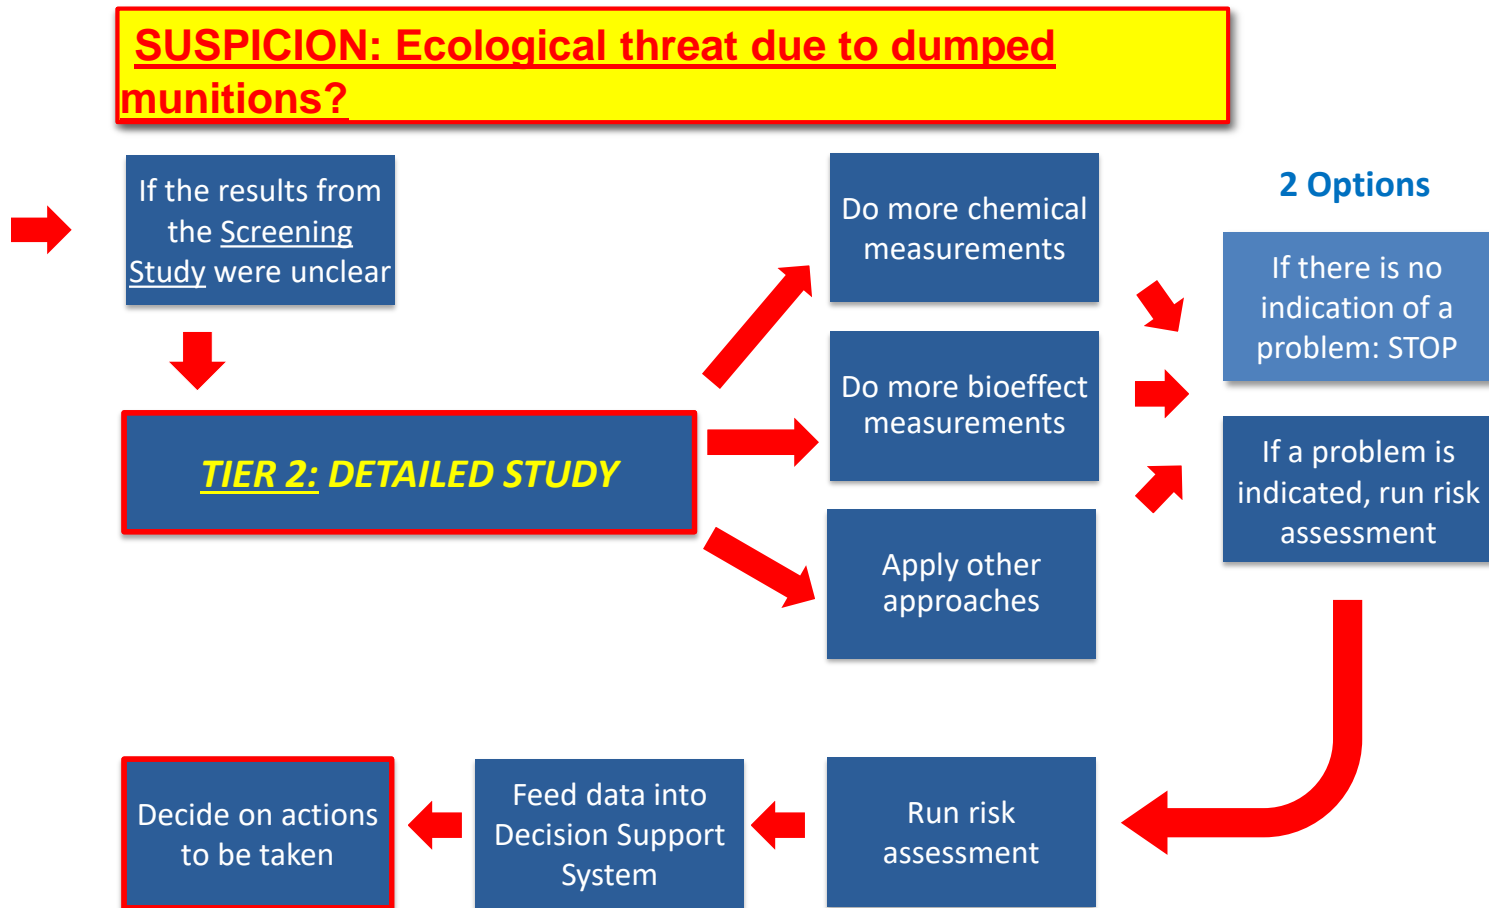 SUSPICION: Ecological threat due to dumped
munitions?
If the results from
the Screening
Study were unclear
TIER 2: DETAILED STUDY
Do more chemical
measurements
Do more bioeffect
measurements
Apply other
approaches
2 Options
If there is no
indication of a
problem: STOP
If a problem is
indicated, run risk
assessment
Run risk
assessment
Feed data into
Decision Support
System
Decide on actions
to be taken